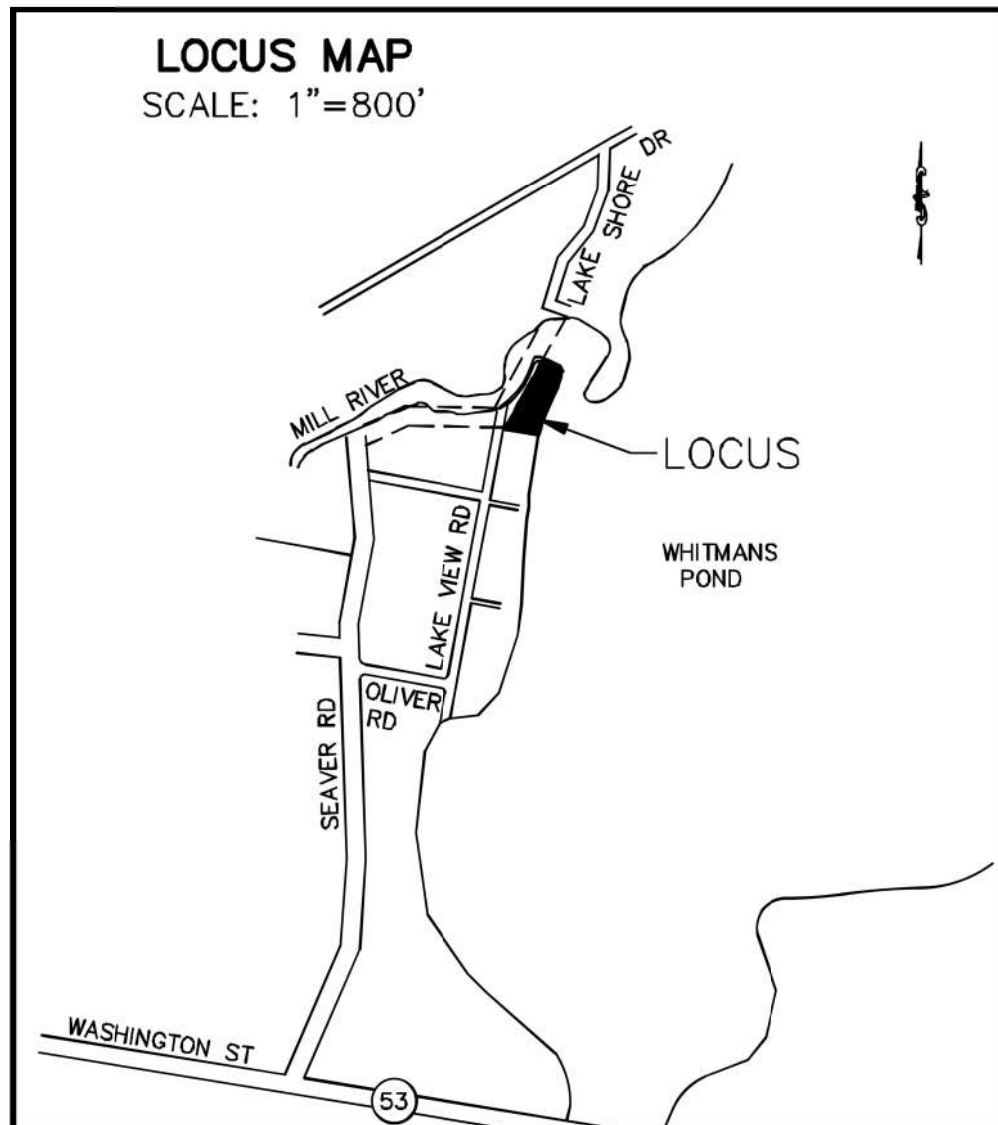 LOCUS MAP
SCALE: 1"=800'
LAKE SHORE DR
MILL RIVER
LOCUS
WHITMANS
POND
LAKE VIEW RD
OLIVER
RD
SEAVER RD
WASHINGTON ST
53